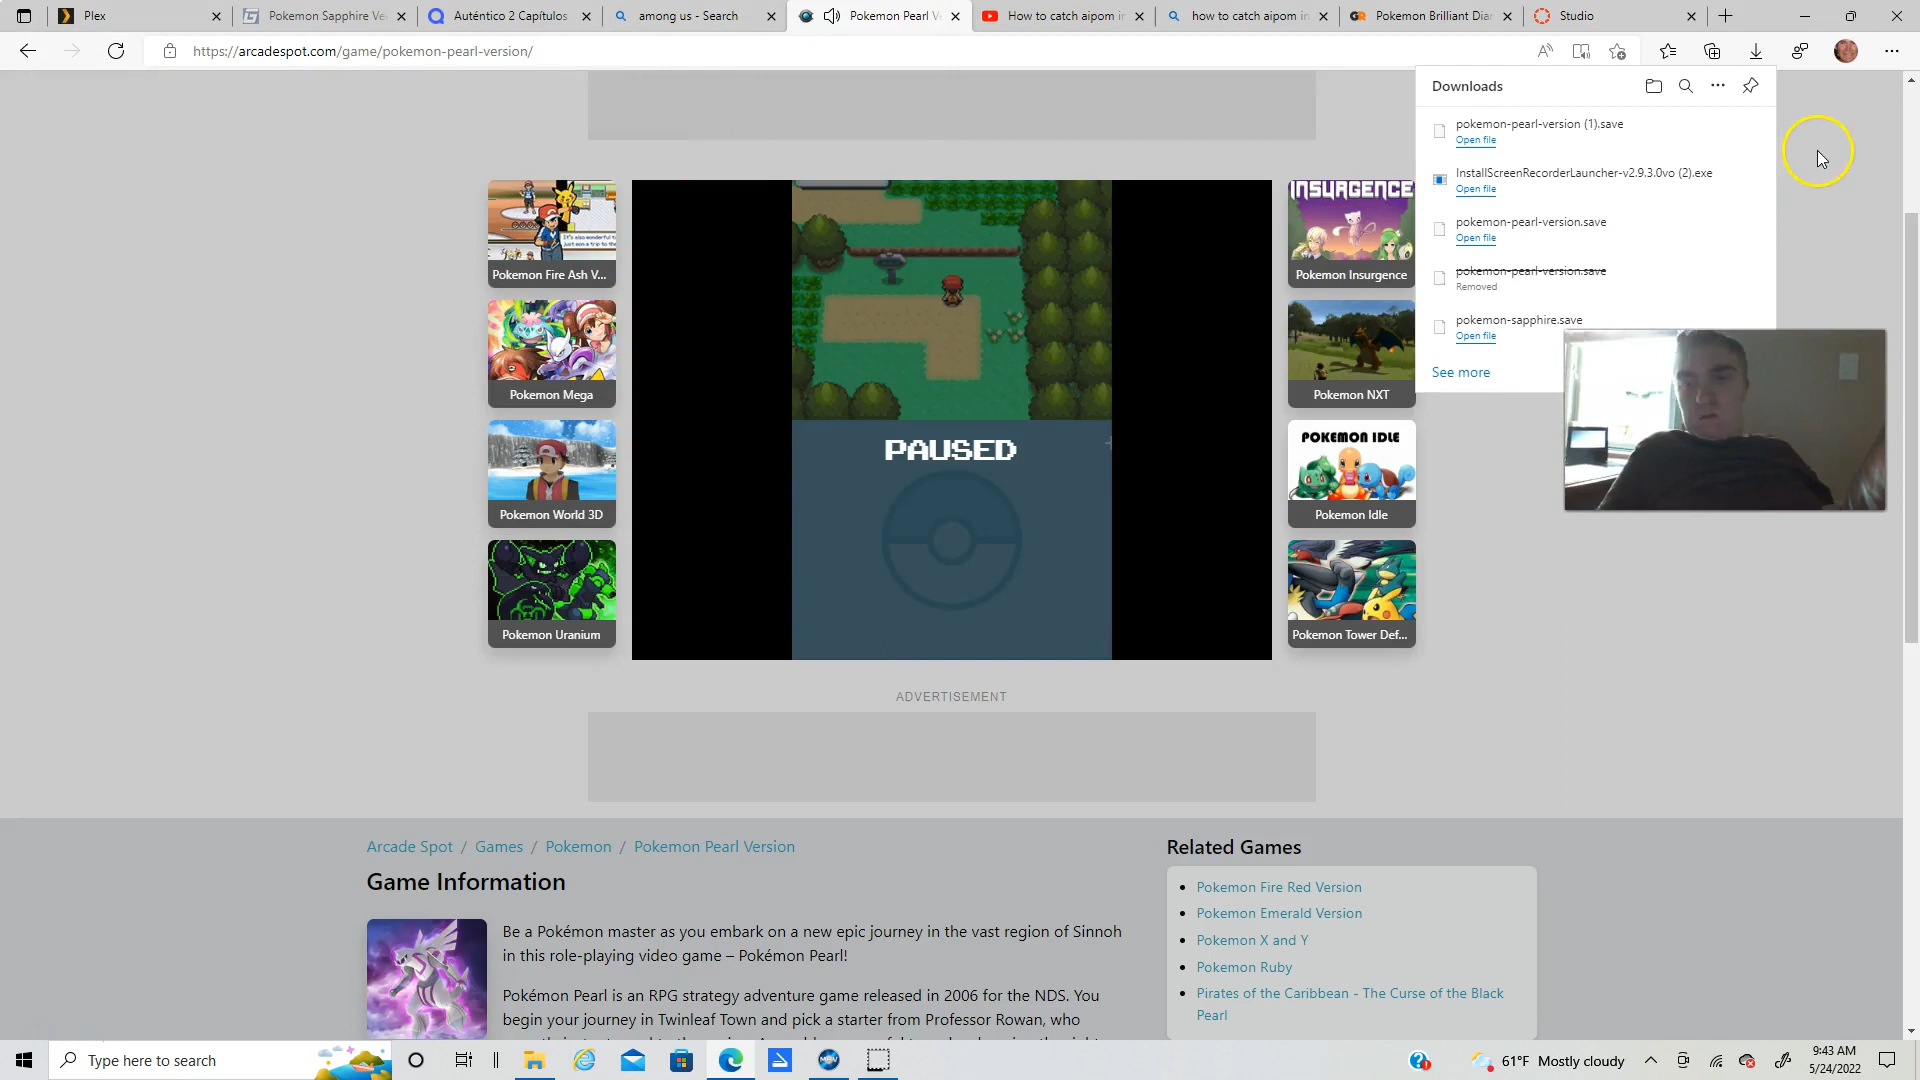 Plex
Pokemon Sapphire Ve
Auténtico 2 Capítulos
among us - Search
Pokemon Pearl V
How to catch aipom i
how to catch aipom in
Pokemon Brilliant Dia
Studio
https://arcadespot.com/game/pokemon-pearl-version/
Downloads
pokemon-pearl-version (1).save
Open file
InstallScreenRecorderLauncher-v2.9.3.0vo (2).exe
Open file
pokemon-pearl-version.save
Open file
pokemon-pearl-version.save
Removed
pokemon-sapphire.save
Open file
See more
Pokemon Fire Ash V...
Pokemon Mega
Pokemon World 3D
Pokemon Uranium
PAUSED
INSURGENCE
Pokemon Insurgence
Pokemon NXT
POKEMON IDLE
Pokemon Idle
Pokemon Tower Def...
ADVERTISEMENT
Arcade Spot / Games / Pokemon / Pokemon Pearl Version
Game Information
Be a Pokémon master as you embark on a new epic journey in the vast region of Sinnoh
in this role-playing video game – Pokémon Pearl!
Pokémon Pearl is an RPG strategy adventure game released in 2006 for the NDS. You
begin your journey in Twinleaf Town and pick a starter from Professor Rowan, who
Related Games
Pokemon Fire Red Version
Pokemon Emerald Version
Pokemon X and Y
Pokemon Ruby
Pirates of the Caribbean - The Curse of the Black
Pearl
Type here to search
61°F Mostly cloudy
9:43 AM
5/24/2022